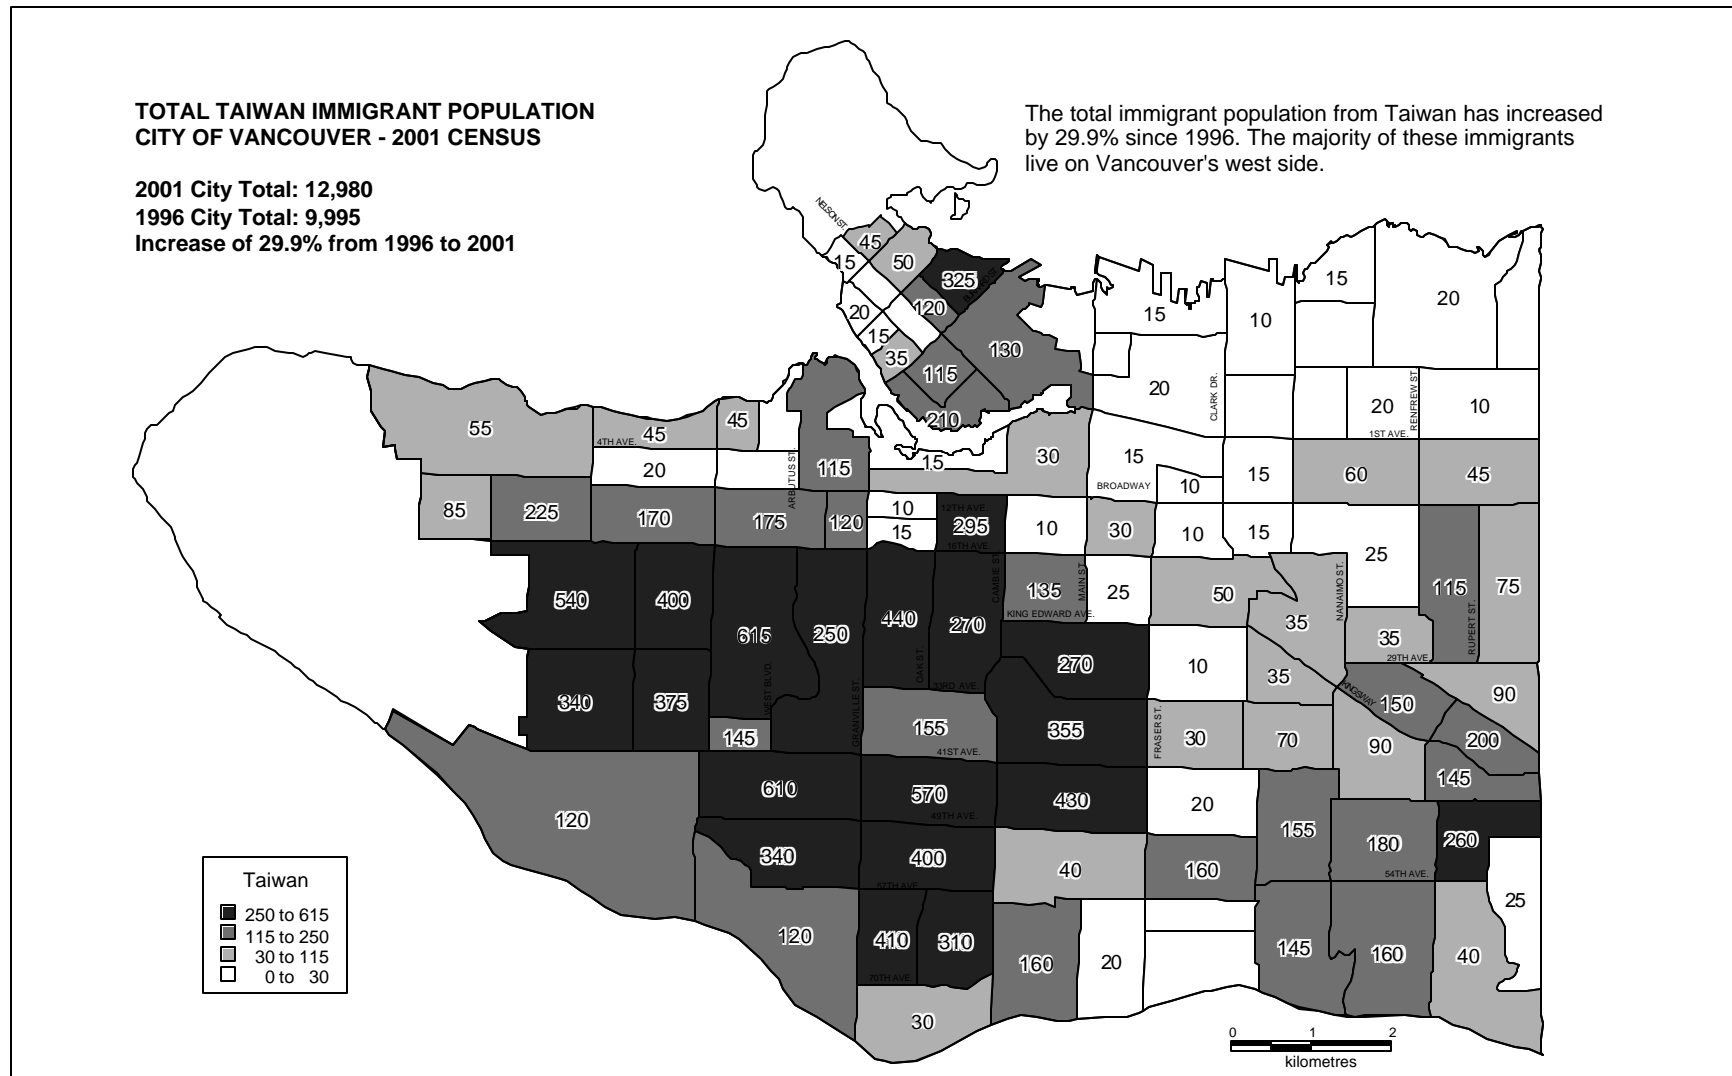 TOTAL TAIWAN IMMIGRANT POPULATION
CITY OF VANCOUVER - 2001 CENSUS
2001 City Total: 12,980
1996 City Total: 9,995
Increase of 29.9% from 1996 to 2001
The total immigrant population from Taiwan has increased
by 29.9% since 1996. The majority of these immigrants
live on Vancouver's west side.
NELSON ST.
45
15
50
325
BURRARD ST.
120
20
15
35
115
130
210
15
10
15
20
20
CLARK DR.
20
RENFREW ST.
10
1ST AVE.
55
45
4TH AVE.
45
20
ARBUTUS ST.
115
15
30
15
BROADWAY
10
15
60
45
85
225
170
175
120
10
12TH AVE.
15
295
16TH AVE.
10
30
10
15
25
115
75
540
400
615
250
440
270
CAMBIE ST.
135
MAIN ST.
KING EDWARD AVE.
25
50
35
NANAIMO ST.
35
29TH AVE.
RUPERT ST.
340
375
WEST BLVD.
145
GRANVILLE ST.
OAK ST.
33RD AVE.
155
41ST AVE.
270
355
10
FRASER ST.
30
35
70
KINGSWAY
150
90
90
200
145
120
610
570
49TH AVE.
430
20
155
180
54TH AVE.
260
340
400
57TH AVE.
40
160
25
120
410
70TH AVE.
310
160
20
145
160
40
30
Taiwan
250 to 615
115 to 250
30 to 115
0 to 30
0 1 2
kilometres